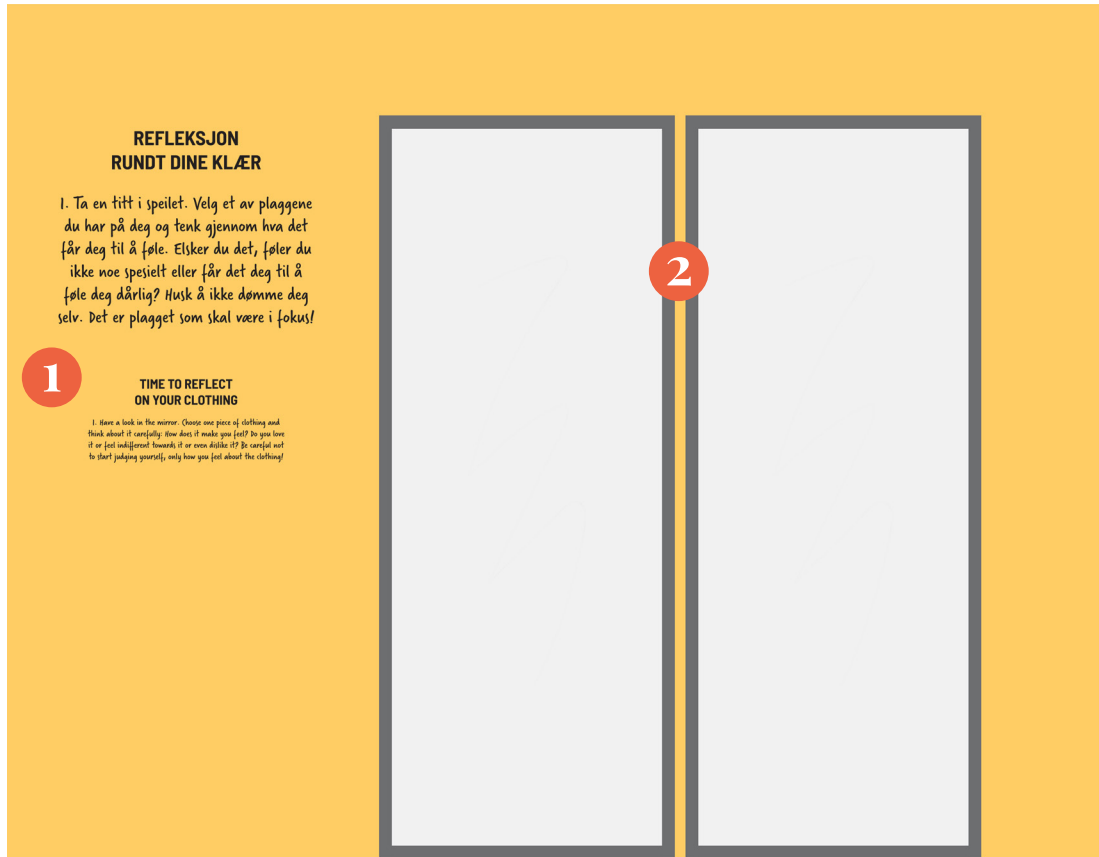 REFLEKSJON
RUNDT DINE KLÆR
1. Ta en titt i speilet. Velg et av plaggene
du har på deg og tenk gjennom hva det
får deg til å føle. Elsker du det, føler du
ikke noe spesielt eller får det deg til å
føle deg dårlig? Husk å ikke dømme deg
selv. Det er plagget som skal være i fokus!
1
TIME TO REFLECT
ON YOUR CLOTHING
1. Have a look in the mirror. Choose one piece of clothing and
think about it carefully: How does it make you feel? Do you love
it or feel indifferent towards it or even dislike it? Be careful not
to start judging yourself, only how you feel about the clothing!
2